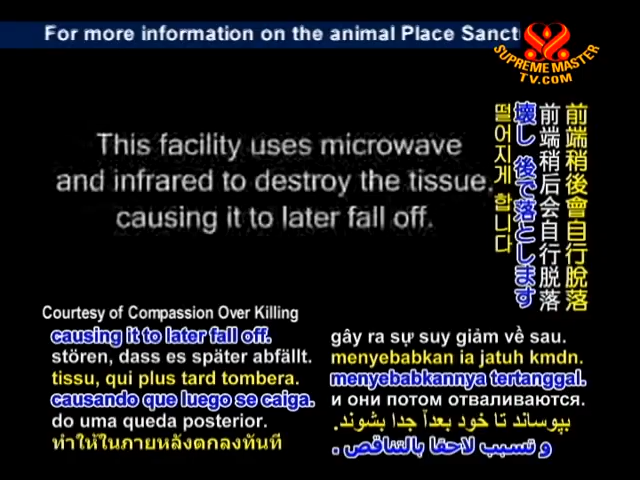 For more information on the animal Place Sanct
SUPREME MASTER
TV.COM
This facility uses microwave
and infrared to destroy the tissue,
causing it to later fall off.
前端稍後會自行脫落
前端稍后会自行脱落
壊し 後で落とします
떨어지게 합니다
Courtesy of Compassion Over Killing
causing it to later fall off.
stören, dass es später abfällt.
tissu, qui plus tard tombera.
causando que luego se caiga.
do uma queda posterior.
ทำให้ในภายหลังตกลงทันที
gây ra sự suy giảm về sau.
menyebabkan ia jatuh kmdn.
menyebabkannya tertanggal.
и они потом отваливаются.
بپوساند تا خود بعداً جدا بشوند.
و تسبب لاحقا بالتناقص .